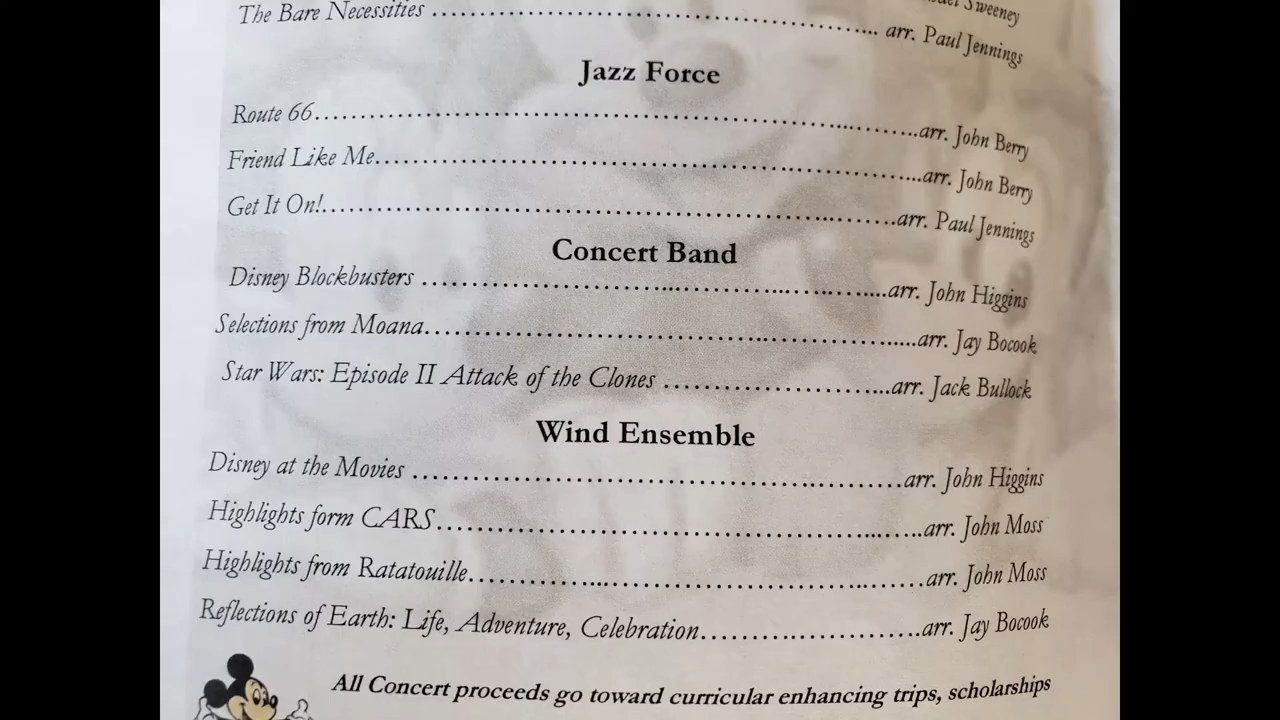 Sweeney
The Bare Necessities ........................................................ arr. Paul Jennings
Jazz Force
Route 66................................................................arr. John Berry
Friend Like Me................................................................arr. John Berry
Get It On!................................................................arr. Paul Jennings
Concert Band
Disney Blockbusters ........................................................arr. John Higgins
Selections from Moana........................................................arr. Jay Bocook
Star Wars: Episode II Attack of the Clones ............................arr. Jack Bullock
Wind Ensemble
Disney at the Movies ........................................................arr. John Higgins
Highlights form CARS........................................................arr. John Moss
Highlights from Ratatouille....................................................arr. John Moss
Reflections of Earth: Life, Adventure, Celebration............................arr. Jay Bocook
All Concert proceeds go toward curricular enhancing trips, scholarships